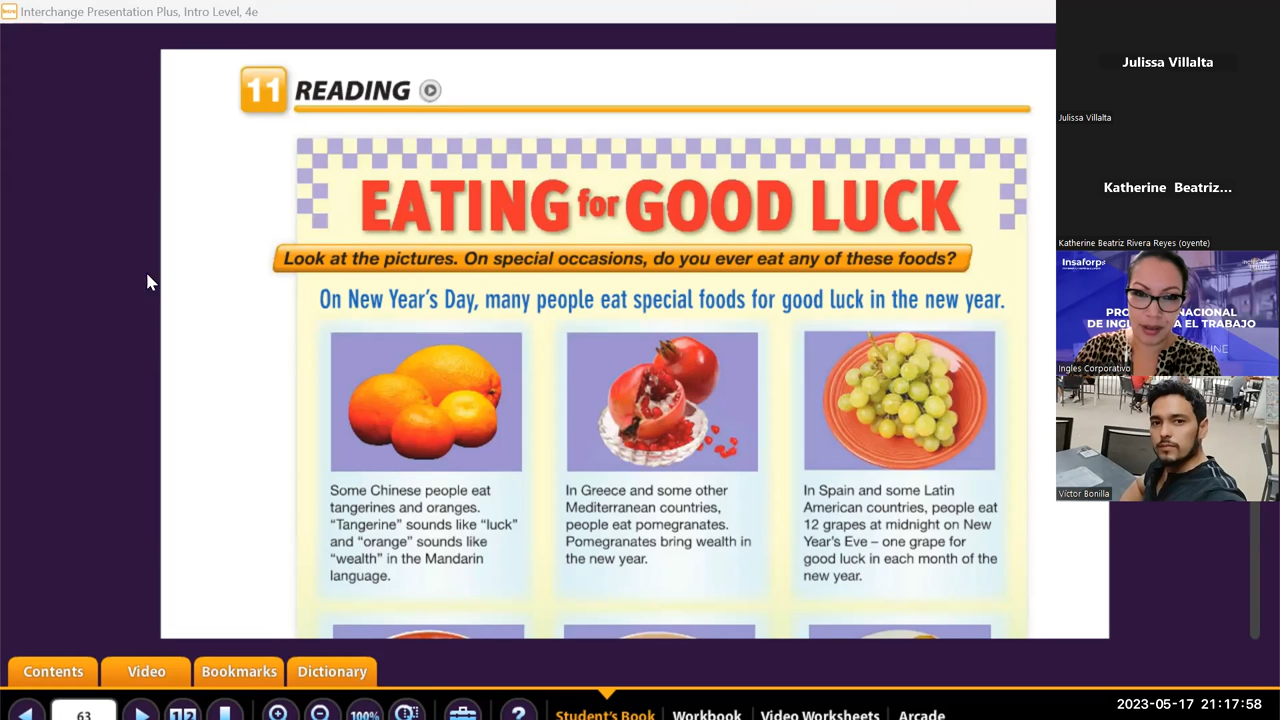 Interchange Presentation Plus, Intro Level, 4e
11 READING
EATING for GOOD LUCK
Look at the pictures. On special occasions, do you ever eat any of these foods?
On New Year's Day, many people eat special foods for good luck in the new year.
Some Chinese people eat
tangerines and oranges.
“Tangerine” sounds like “luck”
and “orange” sounds like
“wealth” in the Mandarin
language.
In Greece and some other
Mediterranean countries,
people eat pomegranates.
Pomegranates bring wealth in
the new year.
In Spain and some Latin
American countries, people eat
12 grapes at midnight on New
Year's Eve – one grape for
good luck in each month of the
new year.
Julissa Villalta
Julissa Villalta
Katherine Beatriz...
Katherine Beatriz Rivera Reyes (oyente)
Insaforp
Ingles Corporativo
Víctor Bonilla
Contents
Video
Bookmarks
Dictionary
63
1 2
100%
?
Student's Book
Workbook
Video Worksheets
Arcade
2023-05-17 21:17:58